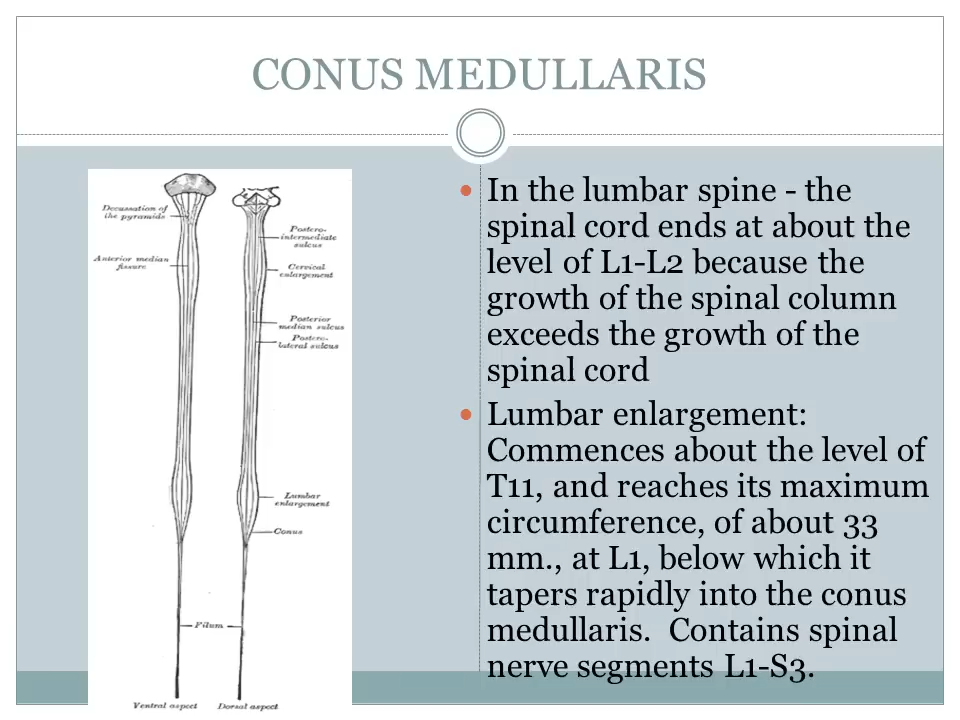 CONUS MEDULLARIS
Decussation of
the pyramids
Anterior median
fissure
Postero-
intermediate
sulcus
Cervical
enlargement
Posterior
median sulcus
Postero-
lateral sulcus
Lumbar
enlargement
Conus
Filum
Ventral aspect
Dorsal aspect
In the lumbar spine - the
spinal cord ends at about the
level of L1-L2 because the
growth of the spinal column
exceeds the growth of the
spinal cord
Lumbar enlargement:
Commences about the level of
T11, and reaches its maximum
circumference, of about 33
mm., at L1, below which it
tapers rapidly into the conus
medullaris.  Contains spinal
nerve segments L1-S3.